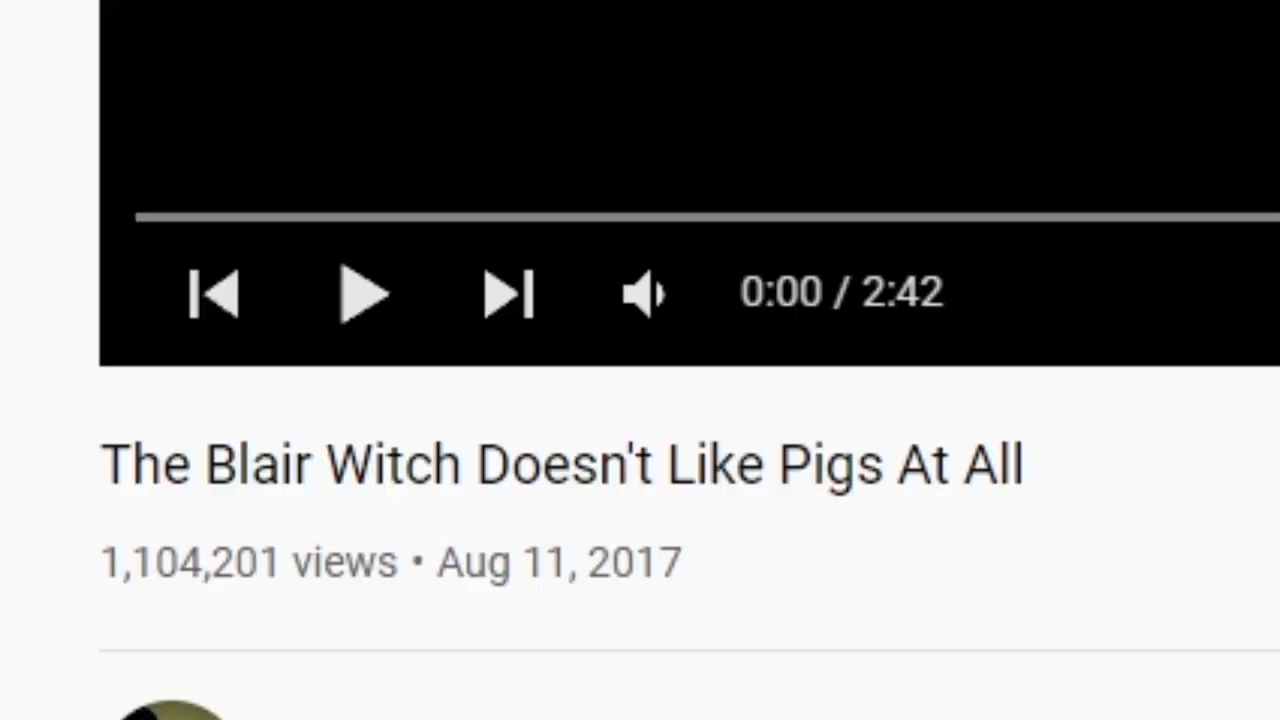 0:00 / 2:42
The Blair Witch Doesn't Like Pigs At All
1,104,201 views • Aug 11, 2017